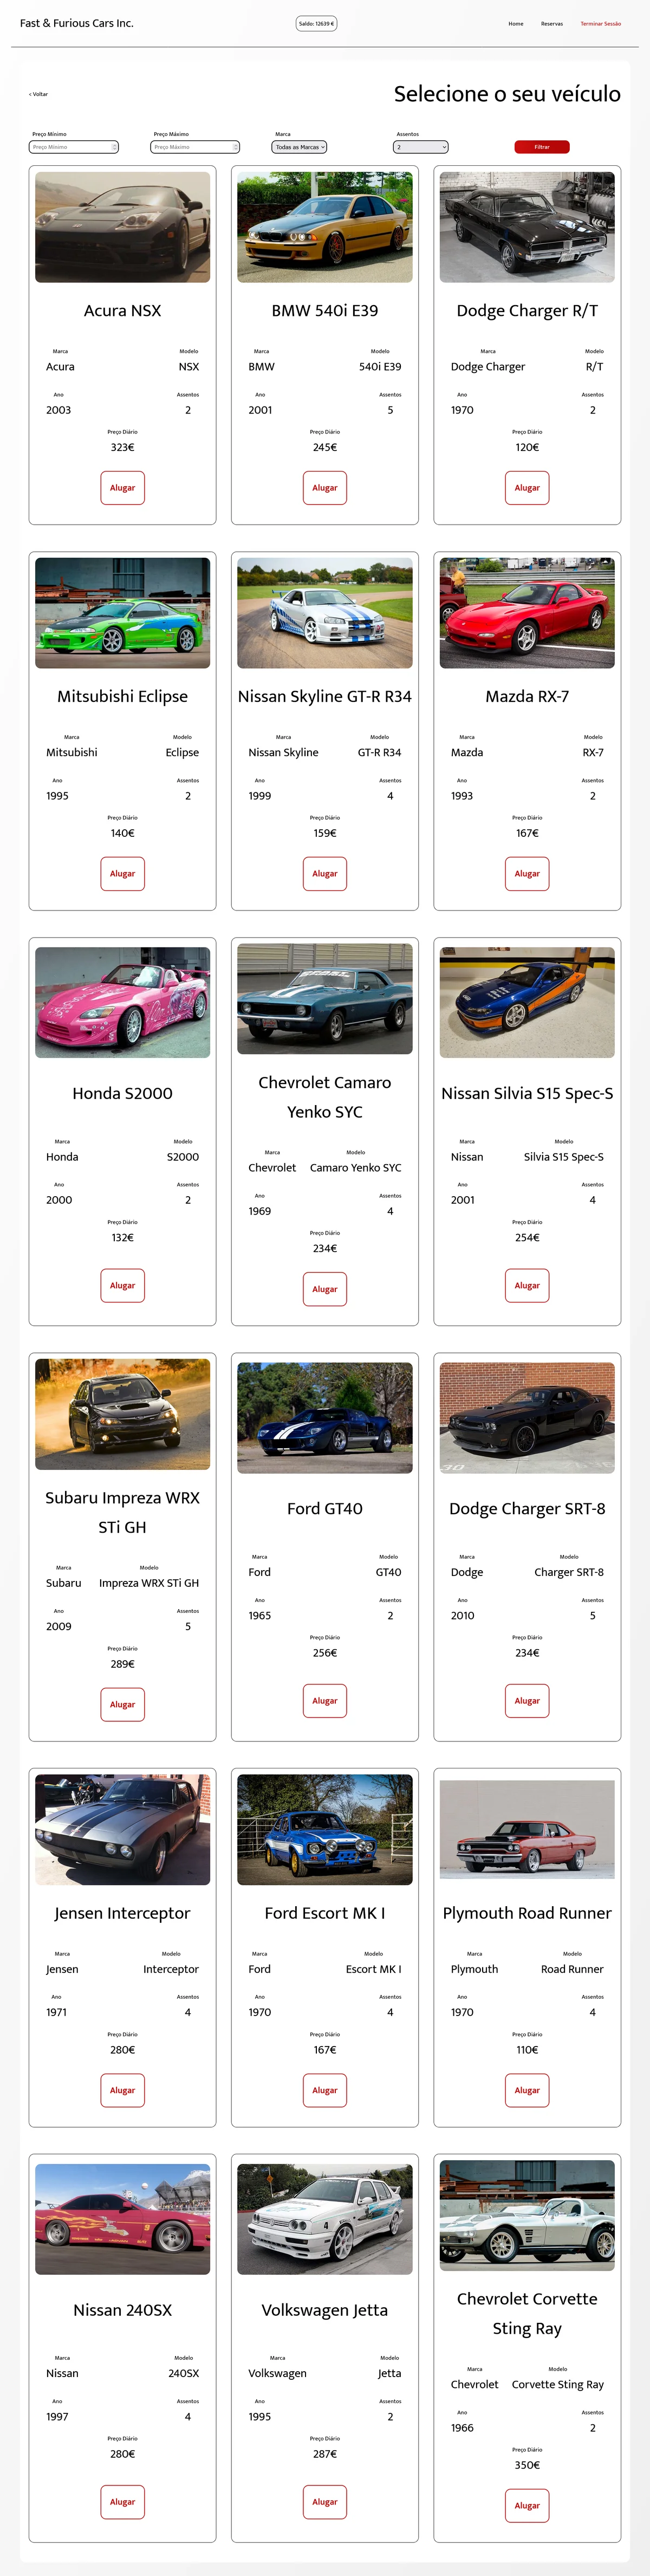 Fast & Furious Cars Inc.
Saldo: 12639 €
Home
Reservas
Terminar Sessão
< Voltar
Selecione o seu veículo
Preço Mínimo
Preço Máximo
Marca
Assentos
Preço Mínimo
Preço Máximo
Todas as Marcas
2
Filtrar
Acura NSX
Marca
Modelo
Acura
NSX
Ano
Assentos
2003
2
Preço Diário
323€
Alugar
BMW 540i E39
Marca
Modelo
BMW
540i E39
Ano
Assentos
2001
5
Preço Diário
245€
Alugar
Dodge Charger R/T
Marca
Modelo
Dodge Charger
R/T
Ano
Assentos
1970
2
Preço Diário
120€
Alugar
Mitsubishi Eclipse
Marca
Modelo
Mitsubishi
Eclipse
Ano
Assentos
1995
2
Preço Diário
140€
Alugar
Nissan Skyline GT-R R34
Marca
Modelo
Nissan Skyline
GT-R R34
Ano
Assentos
1999
4
Preço Diário
159€
Alugar
Mazda RX-7
Marca
Modelo
Mazda
RX-7
Ano
Assentos
1993
2
Preço Diário
167€
Alugar
Honda S2000
Marca
Modelo
Honda
S2000
Ano
Assentos
2000
2
Preço Diário
132€
Alugar
Chevrolet Camaro
Yenko SYC
Marca
Modelo
Chevrolet
Camaro Yenko SYC
Ano
Assentos
1969
4
Preço Diário
234€
Alugar
Nissan Silvia S15 Spec-S
Marca
Modelo
Nissan
Silvia S15 Spec-S
Ano
Assentos
2001
4
Preço Diário
254€
Alugar
Subaru Impreza WRX
STi GH
Marca
Modelo
Subaru
Impreza WRX STi GH
Ano
Assentos
2009
5
Preço Diário
289€
Alugar
Ford GT40
Marca
Modelo
Ford
GT40
Ano
Assentos
1965
2
Preço Diário
256€
Alugar
Dodge Charger SRT-8
Marca
Modelo
Dodge
Charger SRT-8
Ano
Assentos
2010
5
Preço Diário
234€
Alugar
Jensen Interceptor
Marca
Modelo
Jensen
Interceptor
Ano
Assentos
1971
4
Preço Diário
280€
Alugar
Ford Escort MK I
Marca
Modelo
Ford
Escort MK I
Ano
Assentos
1970
4
Preço Diário
167€
Alugar
Plymouth Road Runner
Marca
Modelo
Plymouth
Road Runner
Ano
Assentos
1970
4
Preço Diário
110€
Alugar
Nissan 240SX
Marca
Modelo
Nissan
240SX
Ano
Assentos
1997
4
Preço Diário
280€
Alugar
Volkswagen Jetta
Marca
Modelo
Volkswagen
Jetta
Ano
Assentos
1995
2
Preço Diário
287€
Alugar
Chevrolet Corvette
Sting Ray
Marca
Modelo
Chevrolet
Corvette Sting Ray
Ano
Assentos
1966
2
Preço Diário
350€
Alugar